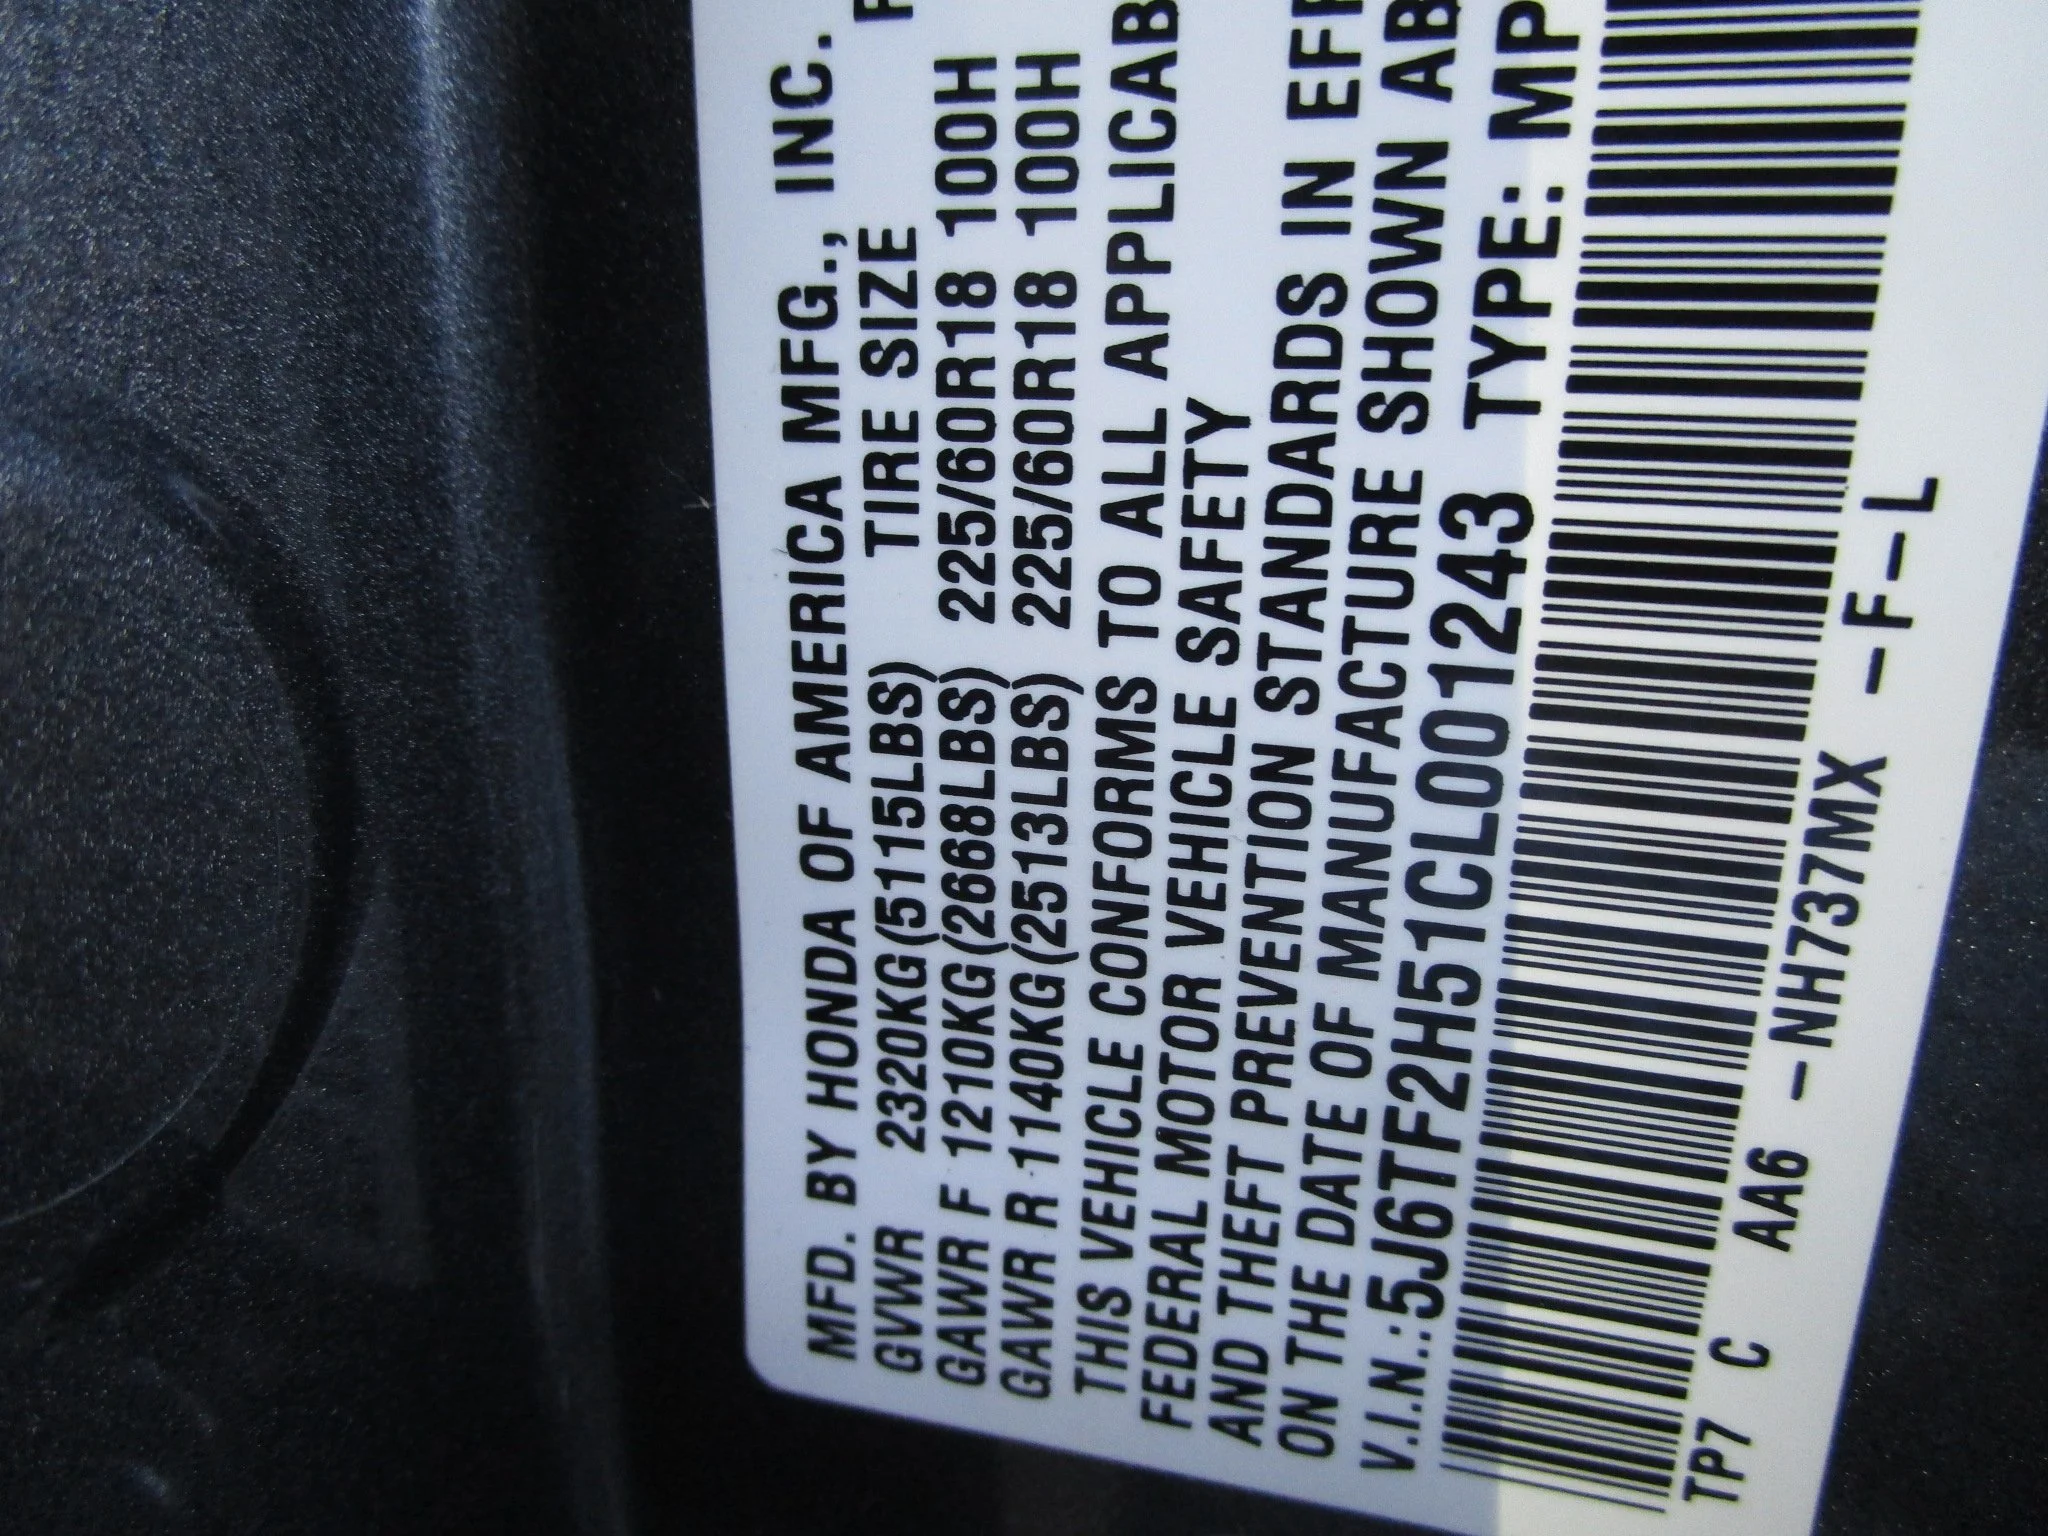 MFD. BY HONDA OF AMERICA MFG., INC.
TIRE SIZE
GVWR 2320KG(5115LBS)
GAWR F 1210KG(2668LBS) 225/60R18 100H
GAWR R 1140KG(2513LBS) 225/60R18 100H
THIS VEHICLE CONFORMS TO ALL APPLICAB
FEDERAL MOTOR VEHICLE SAFETY
AND THEFT PREVENTION STANDARDS IN EFF
ON THE DATE OF MANUFACTURE SHOWN AB
V.I.N.:5J6TF2H51CL001243 TYPE: MP
TP7 C AA6 -NH737MX -F-L